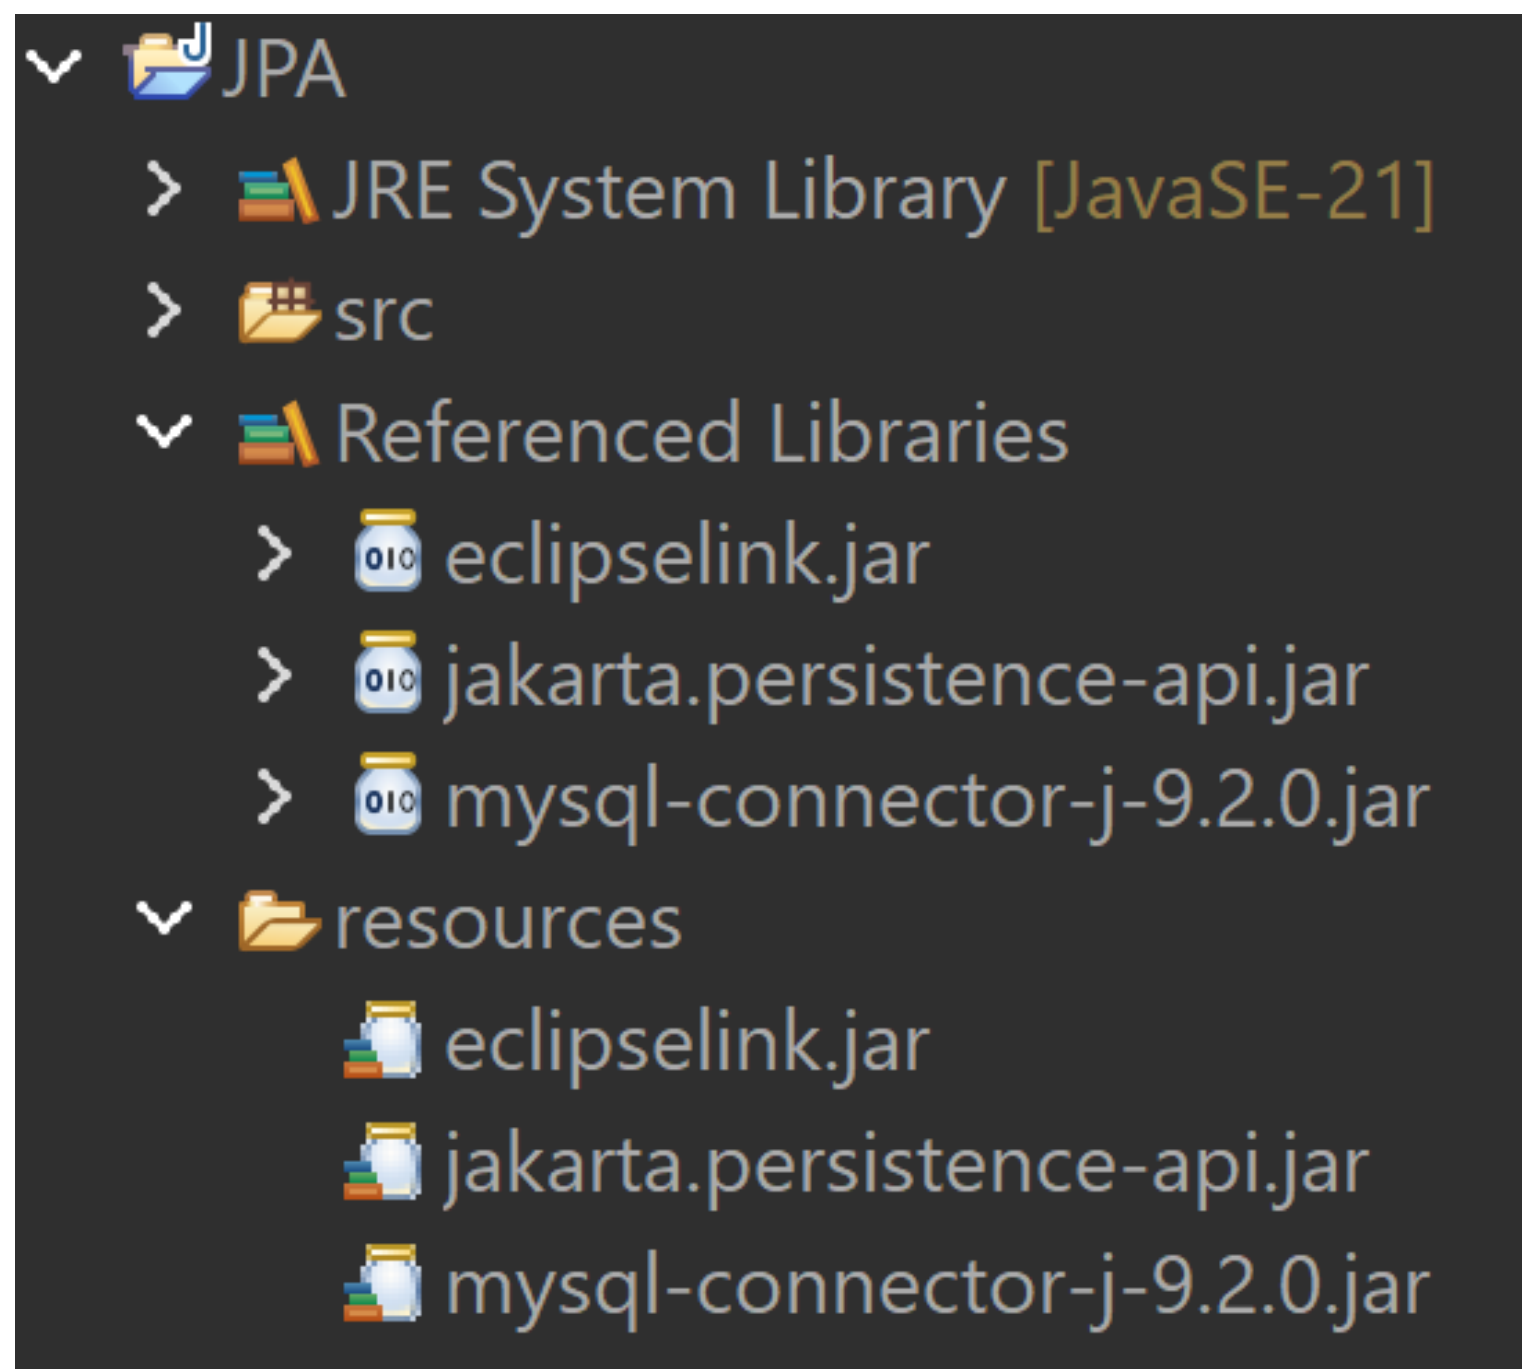 JPA
JRE System Library [JavaSE-21]
src
Referenced Libraries
eclipselink.jar
jakarta.persistence-api.jar
mysql-connector-j-9.2.0.jar
resources
eclipselink.jar
jakarta.persistence-api.jar
mysql-connector-j-9.2.0.jar